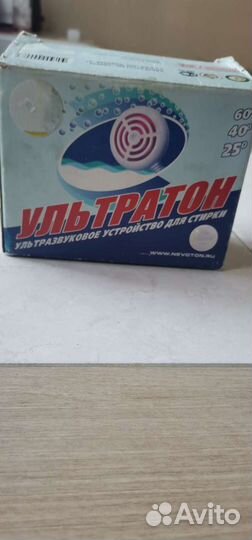 60
40°
25°
УЛЬТРАТОН
УЛЬТРАЗВУКОВОЕ УСТРОЙСТВО ДЛЯ СТИРКИ
WWW.NEVOTON.RU
Avito